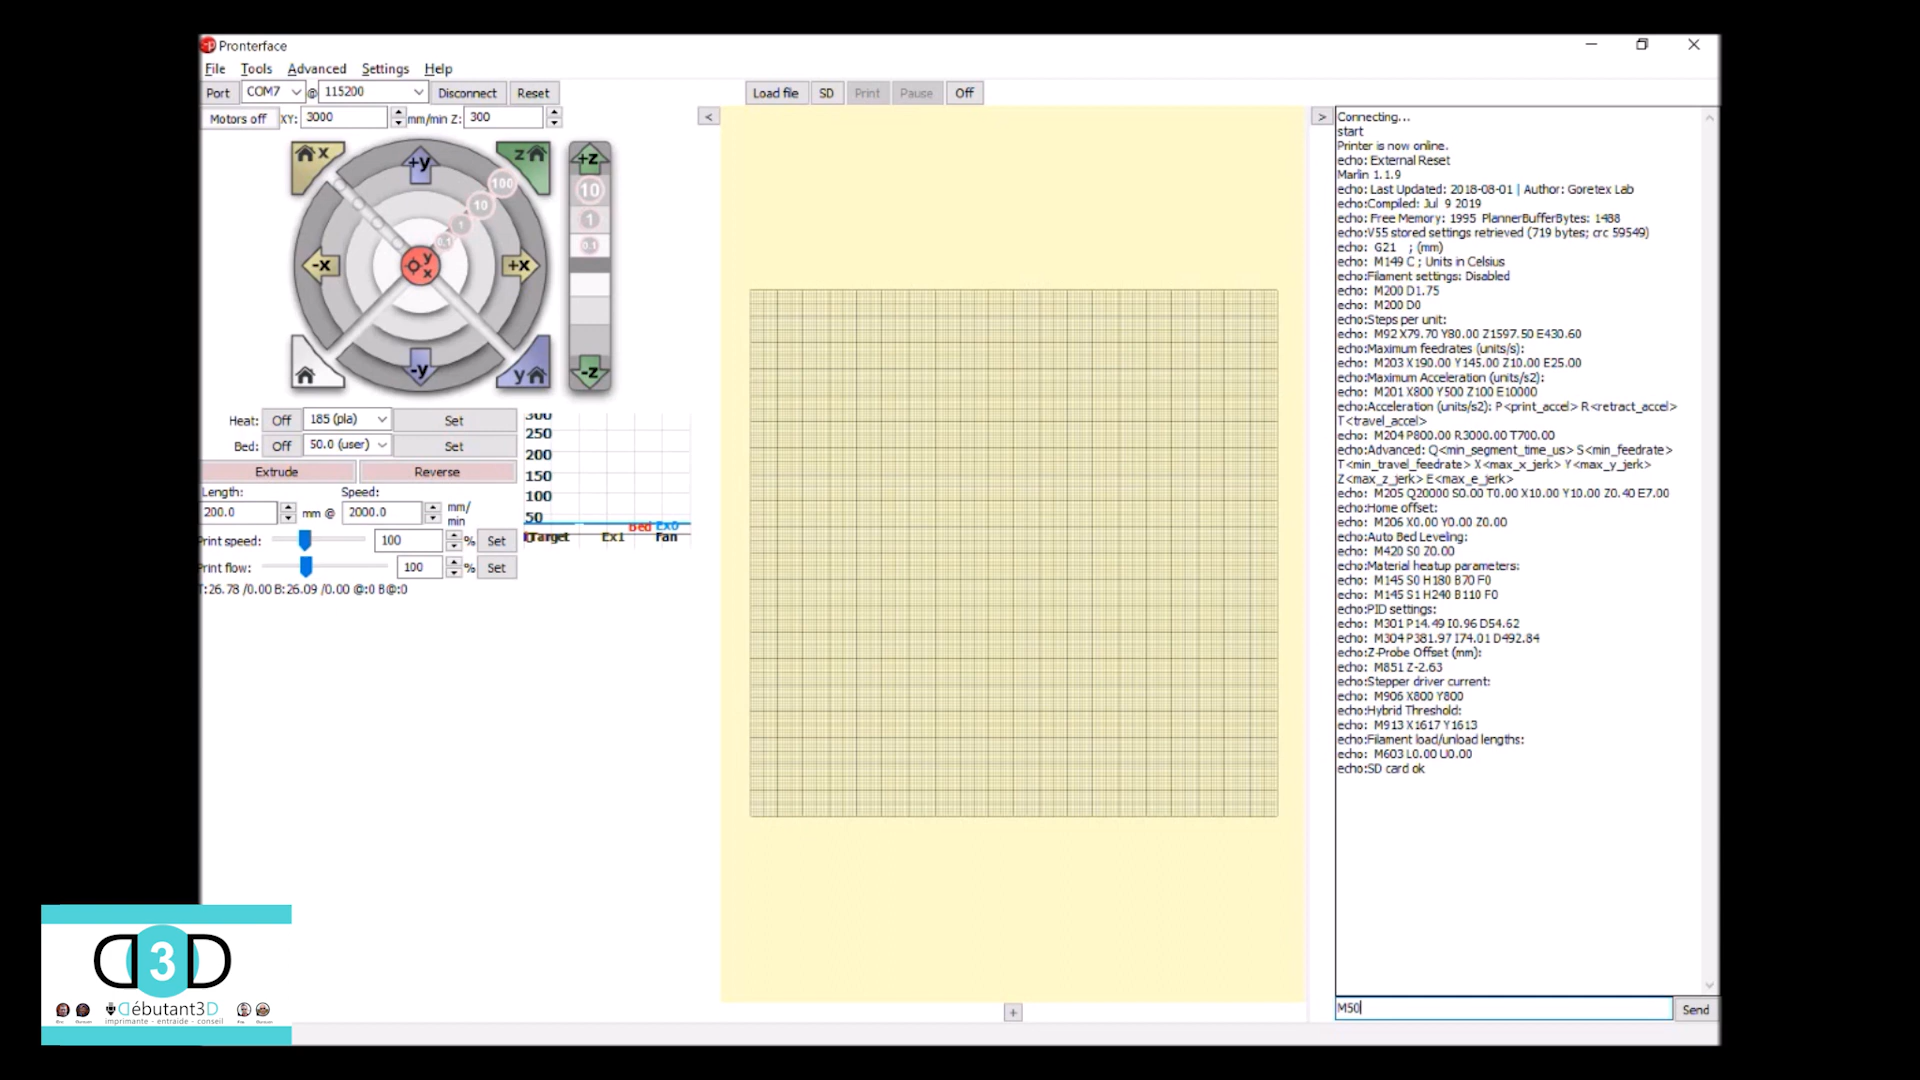 Pronterface
File Tools Advanced Settings Help
Port COM7 @ 115200 Disconnect Reset Load file SD Print Pause Off
Motors off XY: 3000 mm/min Z: 300
< >
x +y z
100
10
1
0.1
-x y x +x
-y y
+z
10
1
0.1
-z
Heat: Off 185 (pla) Set
Bed: Off 50.0 (user) Set
Extrude Reverse
Length: Speed:
200.0 mm @ 2000.0 mm/
min
Print speed: 100 % Set
Print flow: 100 % Set
T:26.78 /0.00 B:26.09 /0.00 @:0 B@:0
300
250
200
150
100
50
Bed Ex0
Target Ex1 Fan
+
Connecting...
start
Printer is now online.
echo: External Reset
Marlin 1.1.9
echo: Last Updated: 2018-08-01 | Author: Goretex Lab
echo:Compiled: Jul 9 2019
echo: Free Memory: 1995 PlannerBufferBytes: 1488
echo:V55 stored settings retrieved (719 bytes; crc 59549)
echo: G21 ; (mm)
echo: M149 C ; Units in Celsius
echo:Filament settings: Disabled
echo: M200 D1.75
echo: M200 D0
echo:Steps per unit:
echo: M92 X79.70 Y80.00 Z1597.50 E430.60
echo:Maximum feedrates (units/s):
echo: M203 X190.00 Y145.00 Z10.00 E25.00
echo:Maximum Acceleration (units/s2):
echo: M201 X800 Y500 Z100 E10000
echo:Acceleration (units/s2): P<print_accel> R<retract_accel>
T<travel_accel>
echo: M204 P800.00 R3000.00 T700.00
echo:Advanced: Q<min_segment_time_us> S<min_feedrate>
T<min_travel_feedrate> X<max_x_jerk> Y<max_y_jerk>
Z<max_z_jerk> E<max_e_jerk>
echo: M205 Q20000 S0.00 T0.00 X10.00 Y10.00 Z0.40 E7.00
echo:Home offset:
echo: M206 X0.00 Y0.00 Z0.00
echo:Auto Bed Leveling:
echo: M420 S0 Z0.00
echo:Material heatup parameters:
echo: M145 S0 H180 B70 F0
echo: M145 S1 H240 B110 F0
echo:PID settings:
echo: M301 P14.49 I0.96 D54.62
echo: M304 P381.97 I74.01 D492.84
echo:Z-Probe Offset (mm):
echo: M851 Z-2.63
echo:Stepper driver current:
echo: M906 X800 Y800
echo:Hybrid Threshold:
echo: M913 X1617 Y1613
echo:Filament load/unload lengths:
echo: M603 L0.00 U0.00
echo:SD card ok
M50 Send
D3D
Débutant3D
imprimante - entraide - conseil